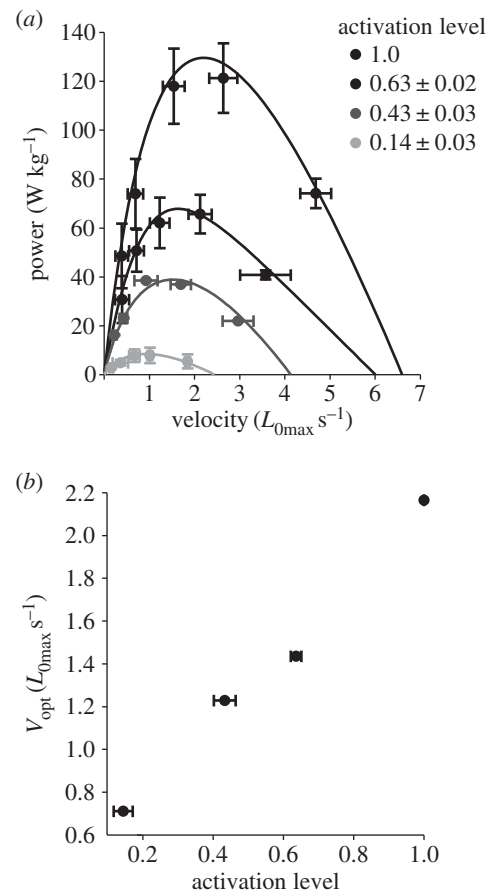 (a)
activation level
1.0
0.63 ± 0.02
0.43 ± 0.03
0.14 ± 0.03
140
120
100
80
60
40
20
0
power (W kg⁻¹)
1 2 3 4 5 6 7
velocity (L₀ₘₐₓ s⁻¹)
(b)
2.2
2.0
1.8
1.6
1.4
1.2
1.0
0.8
0.6
V_opt (L₀ₘₐₓ s⁻¹)
0.2 0.4 0.6 0.8 1.0
activation level